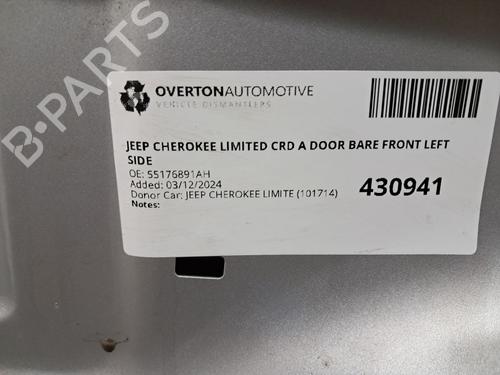 OVERTONAUTOMOTIVE
VEHICLE DISMANTLERS
JEEP CHEROKEE LIMITED CRD A DOOR BARE FRONT LEFT
SIDE
OE: 55176891AH
Added: 03/12/2024
Donor Car: JEEP CHEROKEE LIMITE (101714)
Notes:
430941
B-PARTS